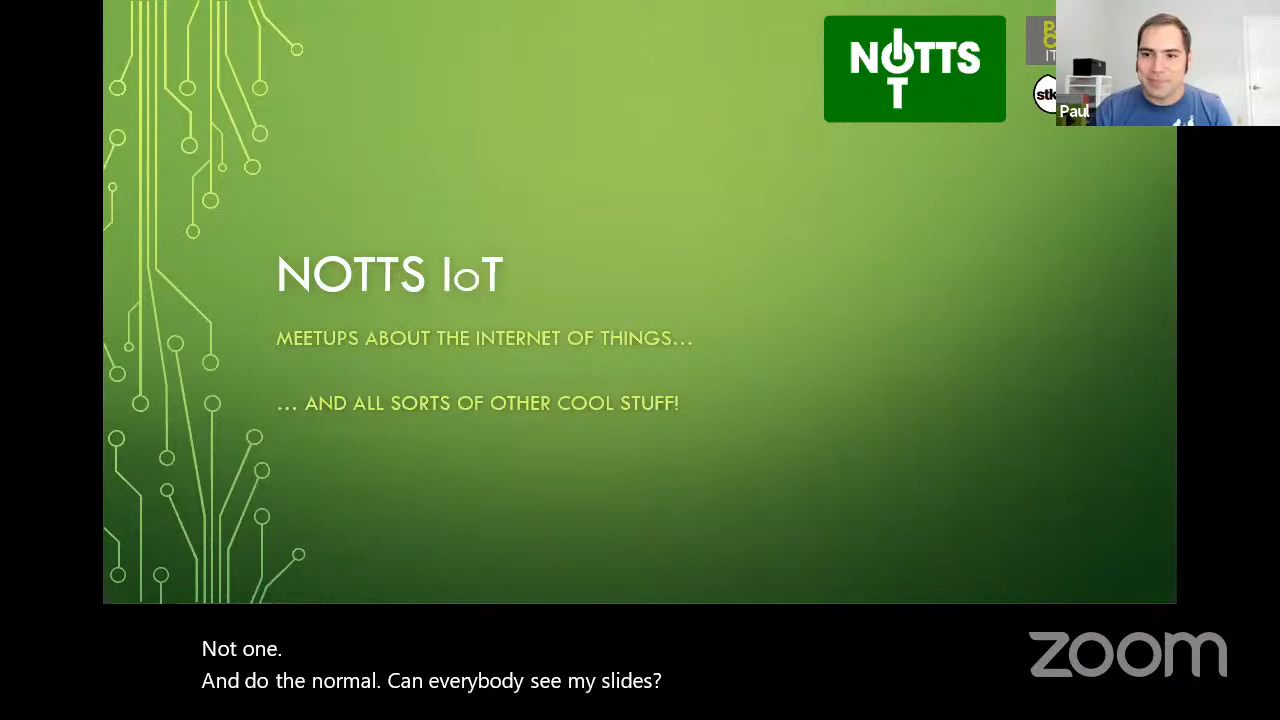 NOTTS
IOT
stk
Paul
NOTTS IoT
MEETUPS ABOUT THE INTERNET OF THINGS...
... AND ALL SORTS OF OTHER COOL STUFF!
Not one.
And do the normal. Can everybody see my slides?
zoom